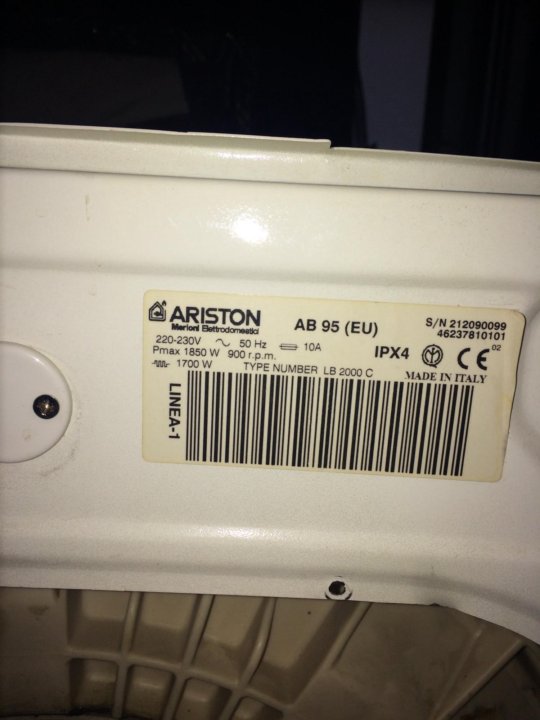 ARISTON
Merloni Elettrodomestici
AB 95 (EU)
S/N 212090099
46237810101
220-230V 50 Hz 10A
Pmax 1850 W 900 r.p.m.
IPX4 CE 02
1700 W TYPE NUMBER LB 2000 C
MADE IN ITALY
LINEA-1